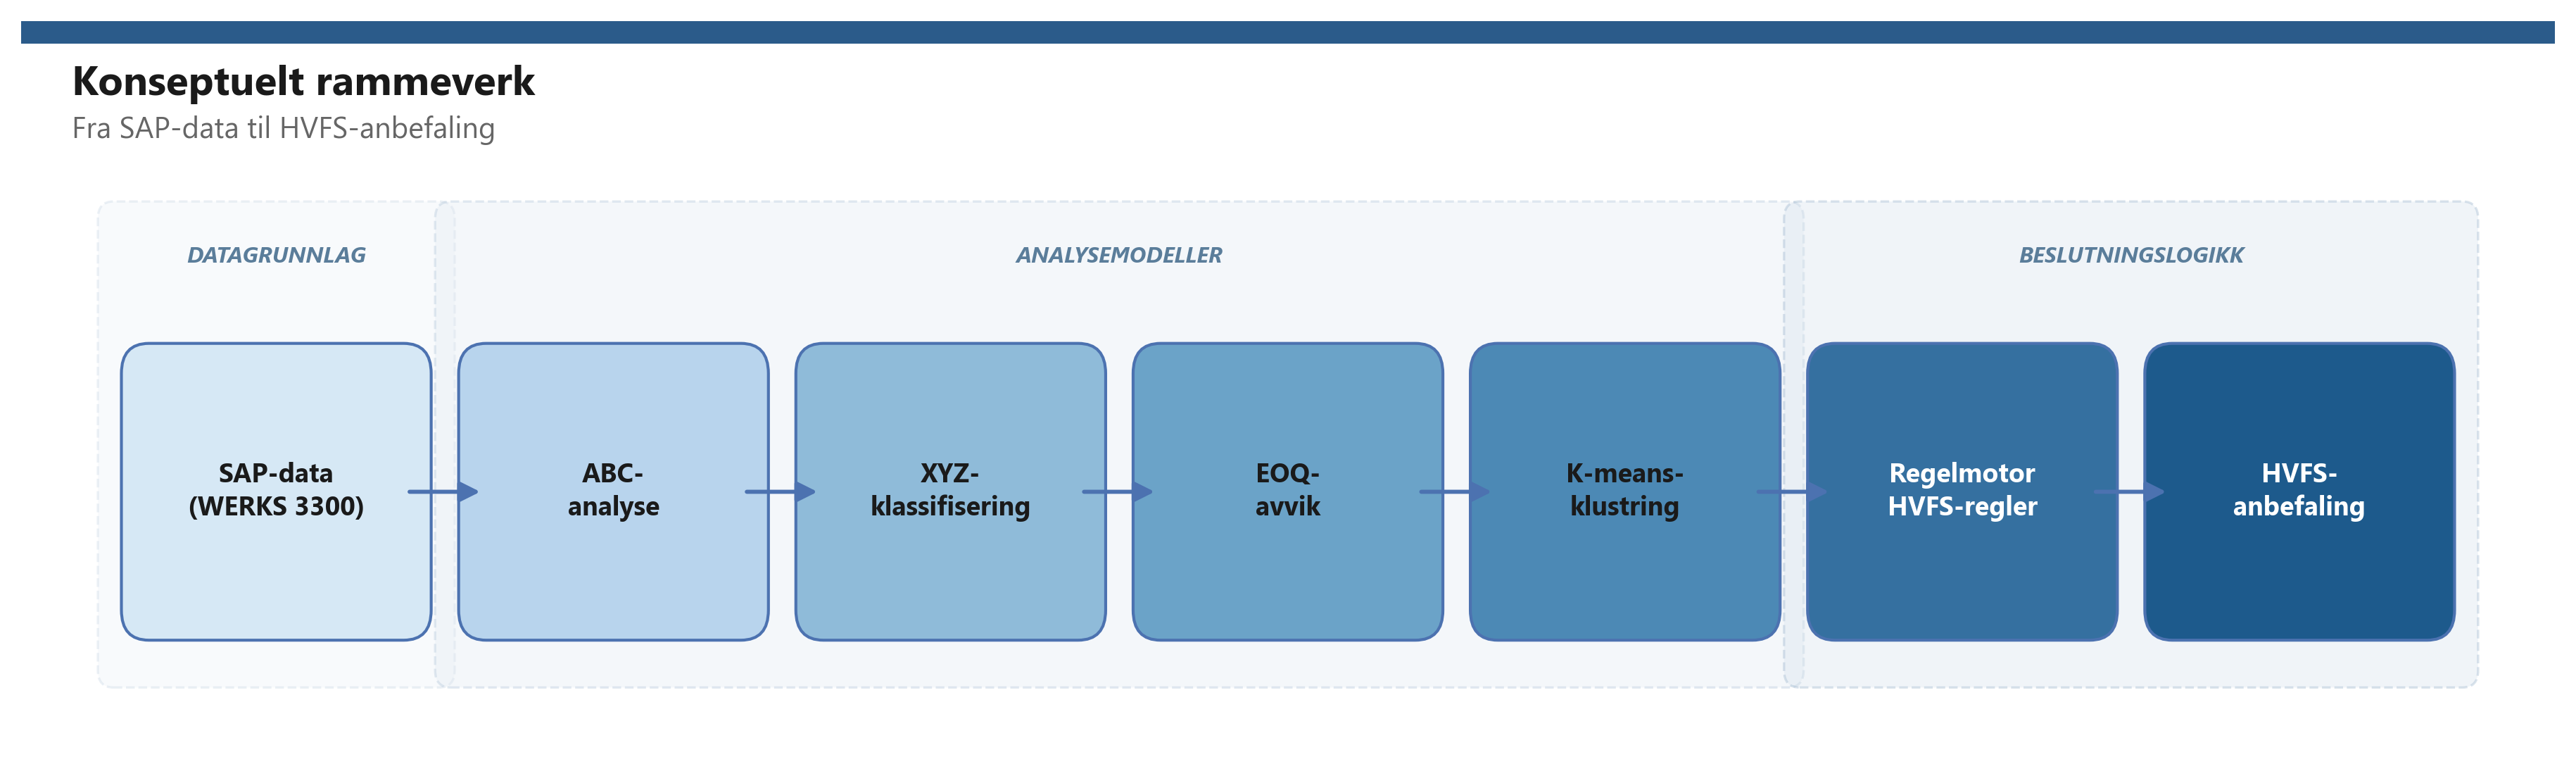 Konseptuelt rammeverk
Fra SAP-data til HVFS-anbefaling
DATAGRUNNLAG
ANALYSEMODELLER
BESLUTNINGSLOGIKK
SAP-data
(WERKS 3300)
ABC-
analyse
XYZ-
klassifisering
EOQ-
avvik
K-means-
klustring
Regelmotor
HVFS-regler
HVFS-
anbefaling